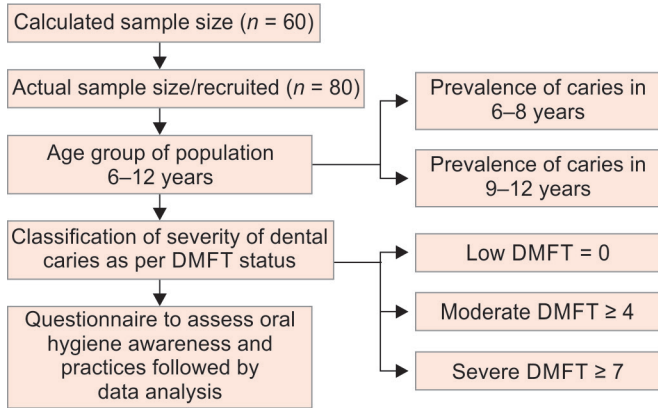 Calculated sample size (n = 60)
Actual sample size/recruited (n = 80)
Age group of population
6–12 years
Prevalence of caries in
6–8 years
Prevalence of caries in
9–12 years
Classification of severity of dental
caries as per DMFT status
Low DMFT = 0
Moderate DMFT ≥ 4
Severe DMFT ≥ 7
Questionnaire to assess oral
hygiene awareness and
practices followed by
data analysis